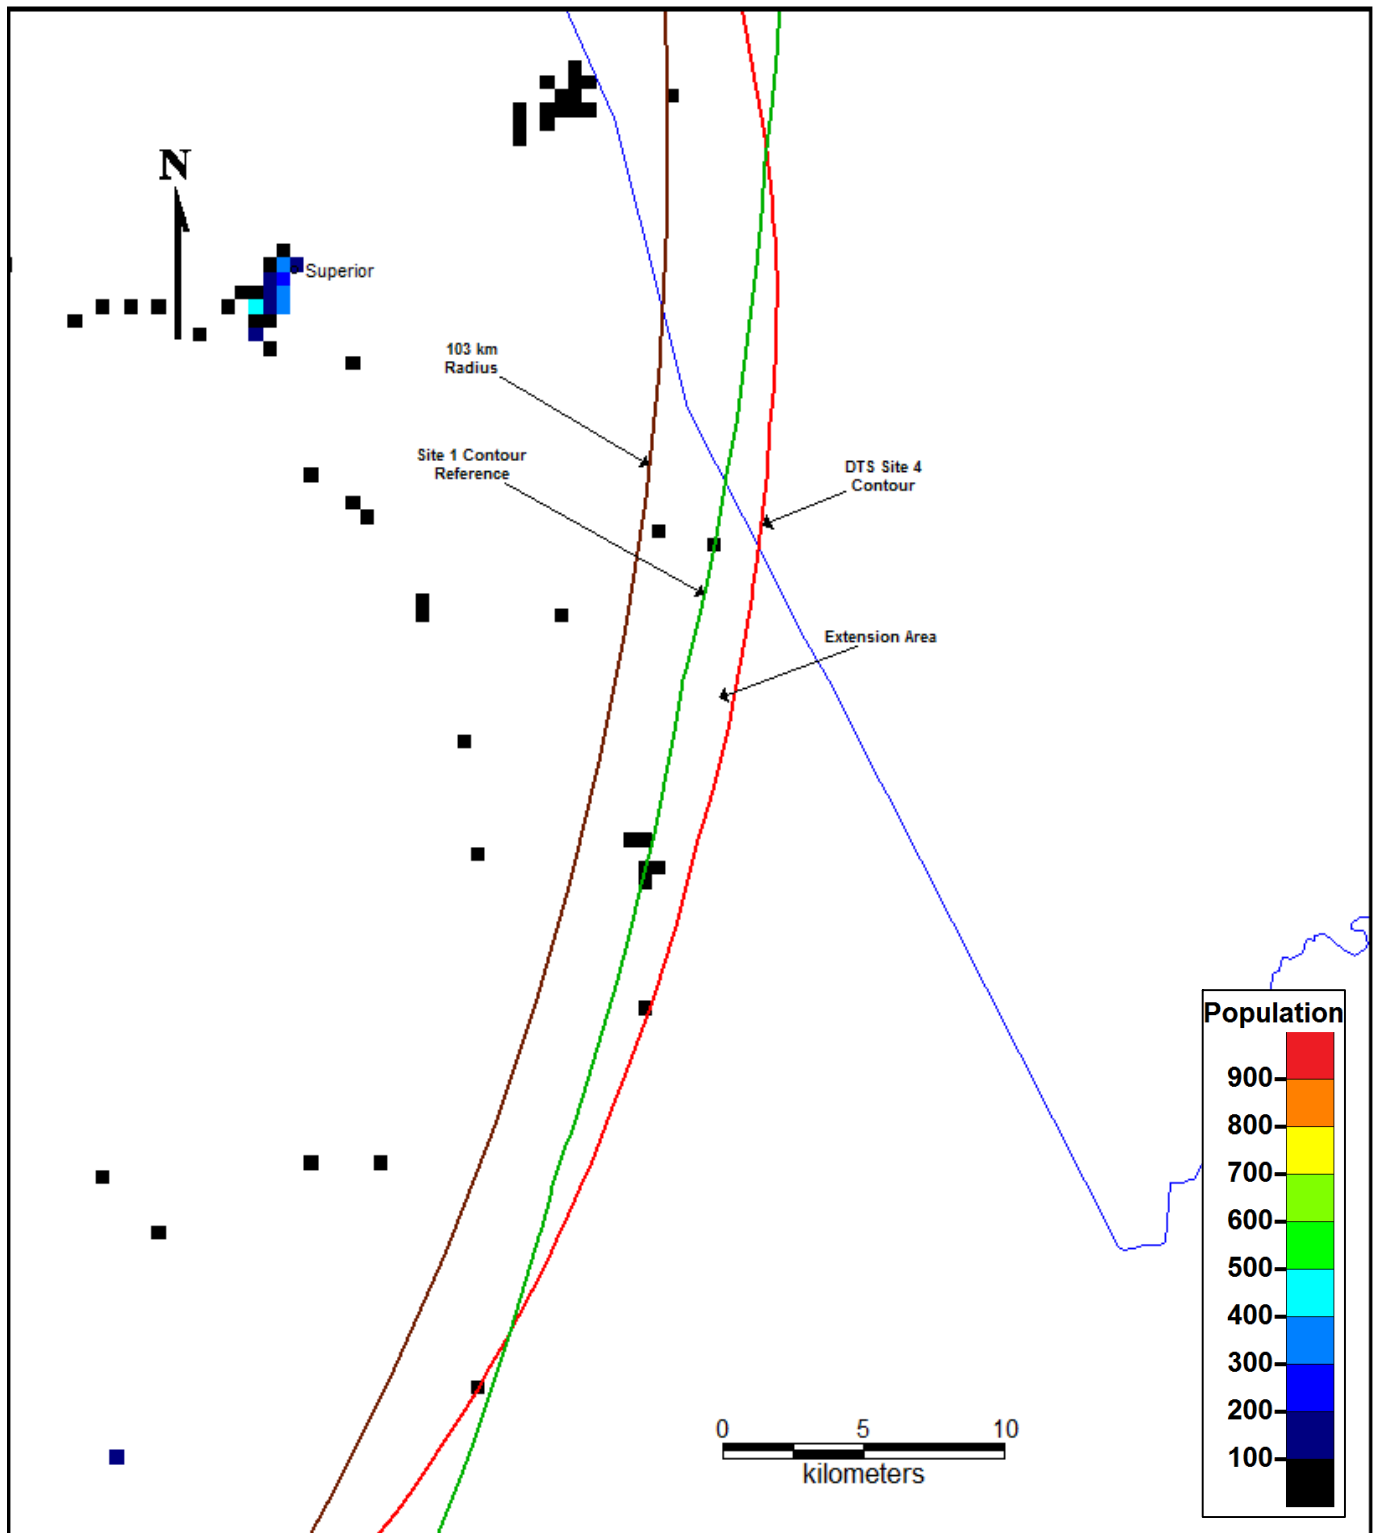 N
Superior
103 km
Radius
Site 1 Contour
Reference
DTS Site 4
Contour
Extension Area
Population
900
800
700
600
500
400
300
200
100
0 5 10
kilometers